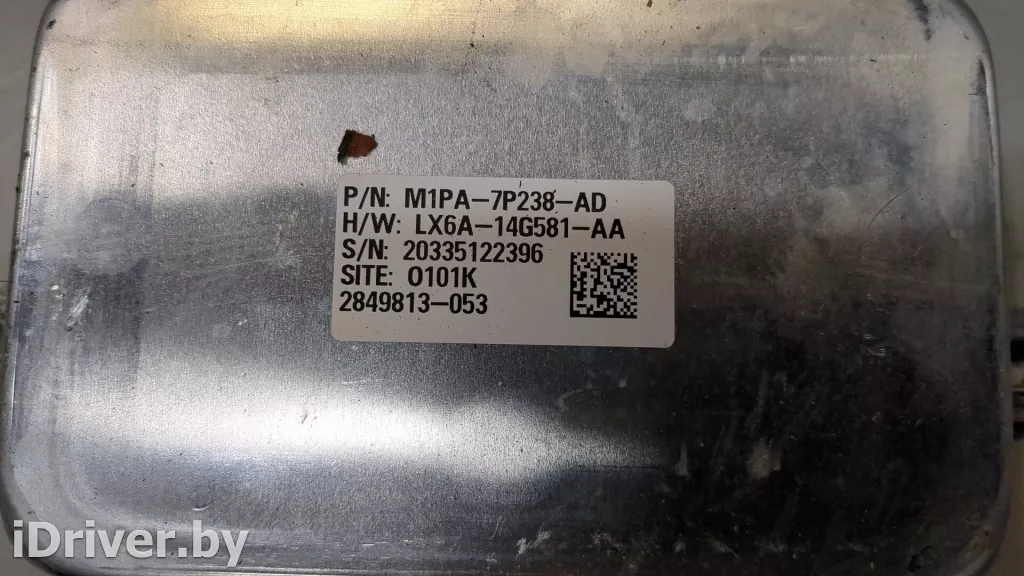 P/N: M1PA-7P238-AD
H/W: LX6A-14G581-AA
S/N: 20335122396
SITE: O101K
2849813-053
iDriver.by